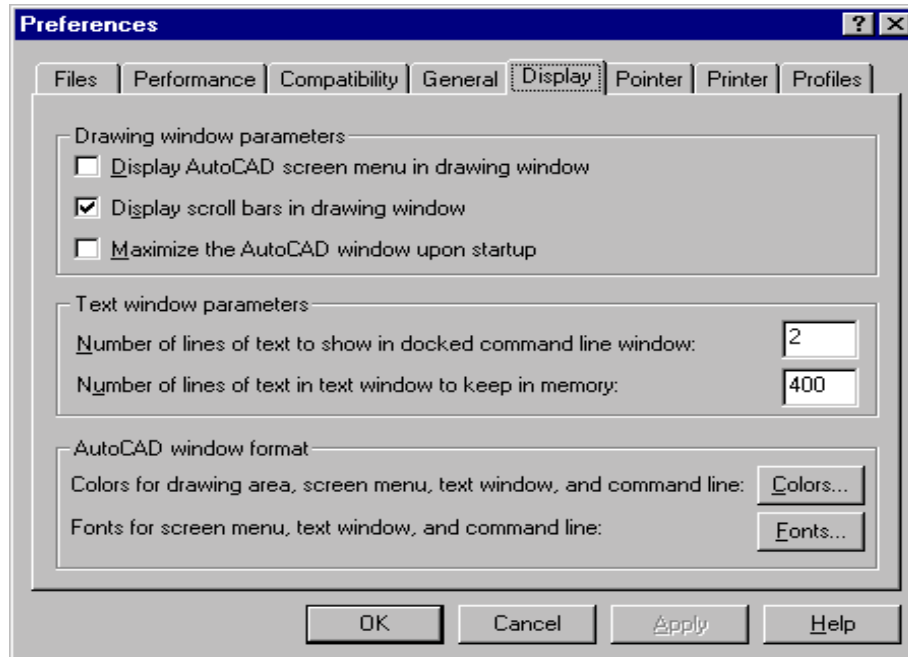 Preferences
Files Performance Compatibility General Display Pointer Printer Profiles
Drawing window parameters
Display AutoCAD screen menu in drawing window
Display scroll bars in drawing window
Maximize the AutoCAD window upon startup
Text window parameters
Number of lines of text to show in docked command line window: 2
Number of lines of text in text window to keep in memory: 400
AutoCAD window format
Colors for drawing area, screen menu, text window, and command line: Colors...
Fonts for screen menu, text window, and command line: Fonts...
OK Cancel Apply Help